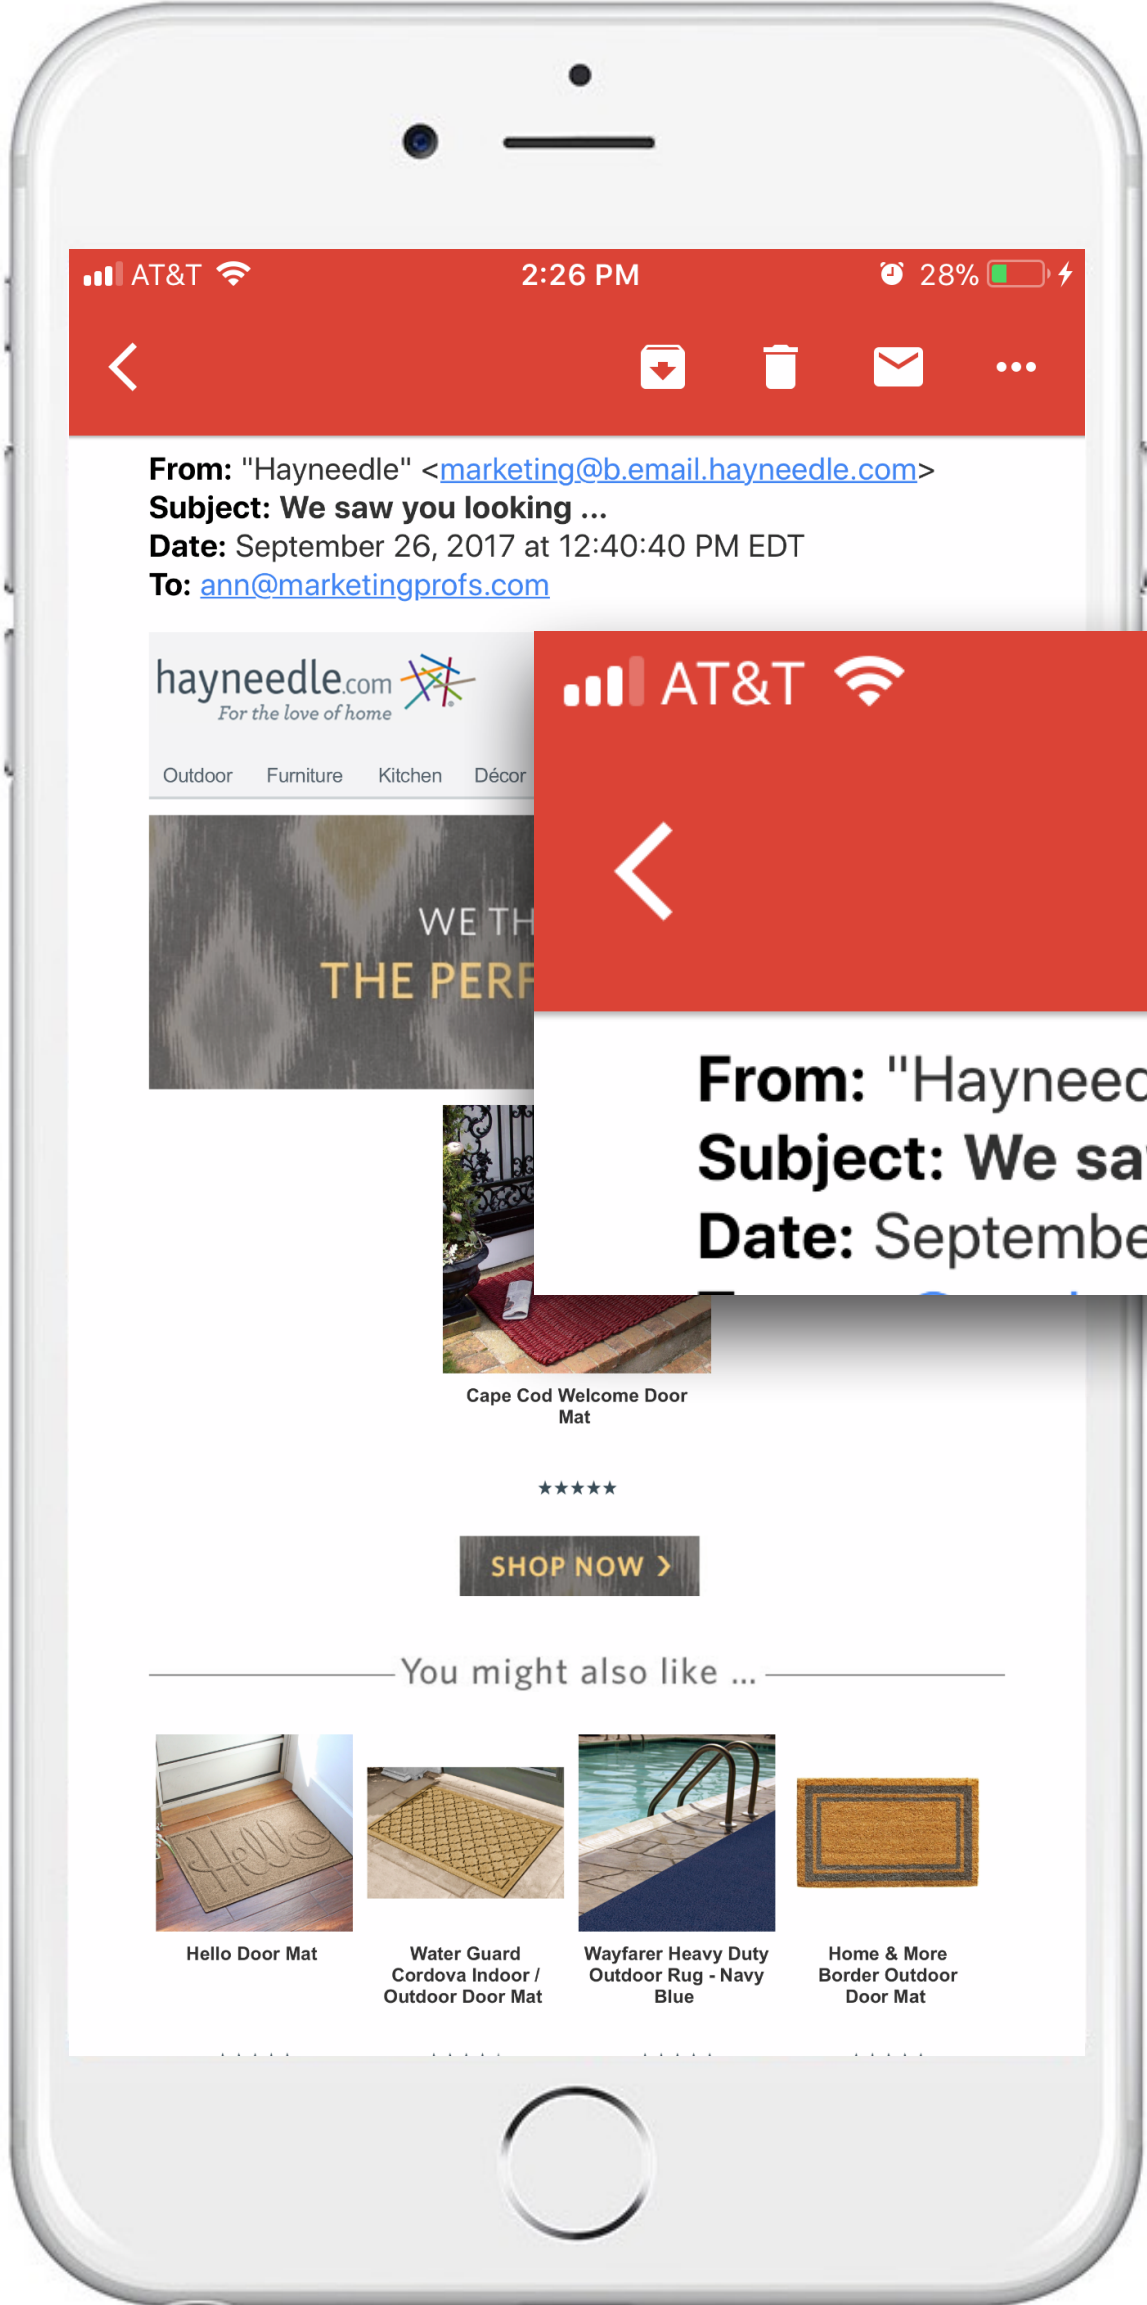 AT&T 2:26 PM 28%
From: "Hayneedle" <marketing@b.email.hayneedle.com>
Subject: We saw you looking ...
Date: September 26, 2017 at 12:40:40 PM EDT
To: ann@marketingprofs.com
hayneedle.com
For the love of home
Outdoor Furniture Kitchen Décor
WE TH
THE PERF
AT&T
From: "Hayneed
Subject: We saw
Date: Septembe
Cape Cod Welcome Door
Mat
★★★★★
SHOP NOW >
You might also like ...
Hello
Hello Door Mat
Water Guard
Cordova Indoor /
Outdoor Door Mat
Wayfarer Heavy Duty
Outdoor Rug - Navy
Blue
Home & More
Border Outdoor
Door Mat